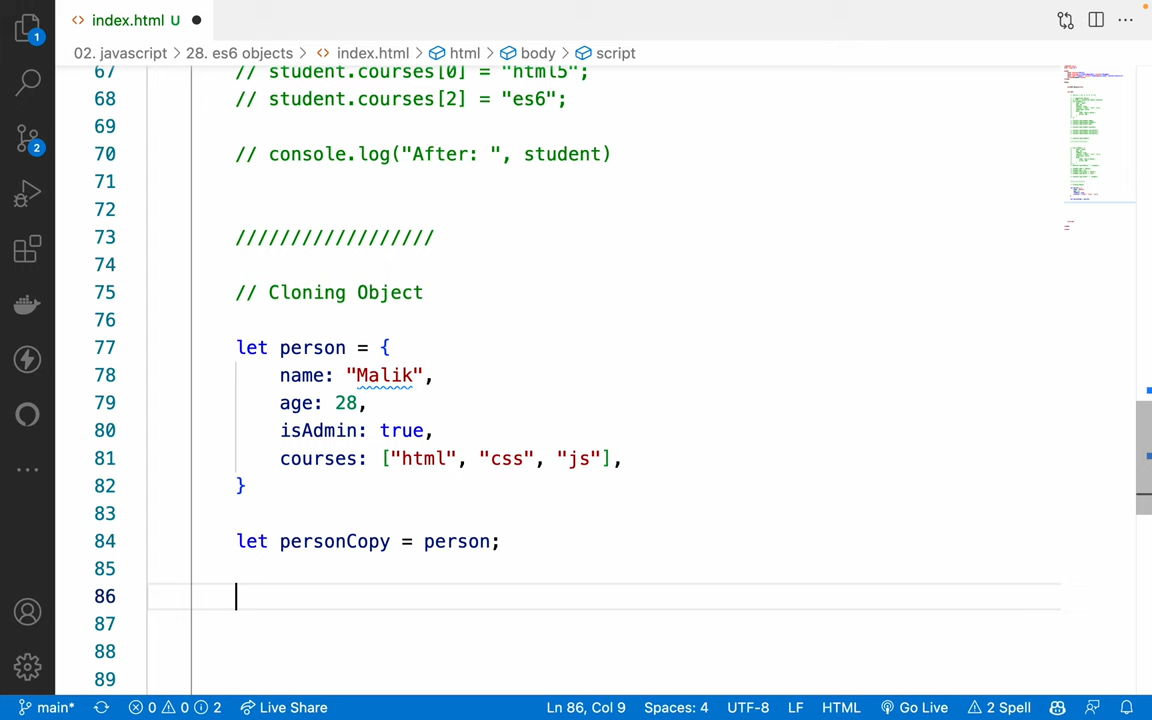 index.html U
02. javascript > 28. es6 objects > index.html > html > body > script
67 // student.courses[0] = "html5";
68 // student.courses[2] = "es6";
69
70 // console.log("After: ", student)
71
72
73 //////////////////
74
75 // Cloning Object
76
77 let person = {
78 name: "Malik",
79 age: 28,
80 isAdmin: true,
81 courses: ["html", "css", "js"],
82 }
83
84 let personCopy = person;
85
86
87
88
89
1
2
main* 0 0 2 Live Share Ln 86, Col 9 Spaces: 4 UTF-8 LF HTML Go Live 2 Spell